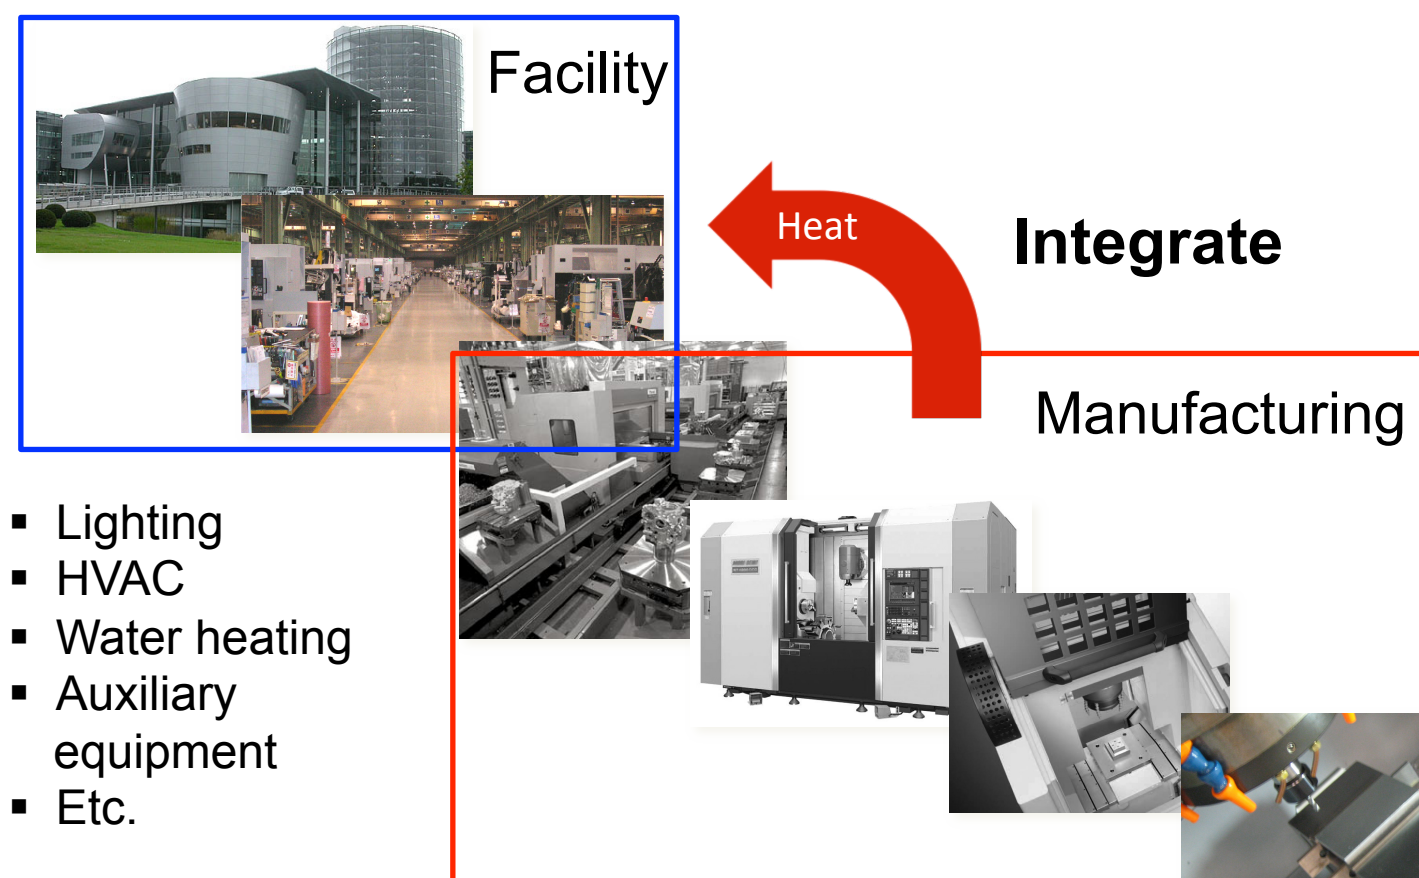 Facility
Heat
Integrate
Manufacturing
▪ Lighting
▪ HVAC
▪ Water heating
▪ Auxiliary
equipment
▪ Etc.